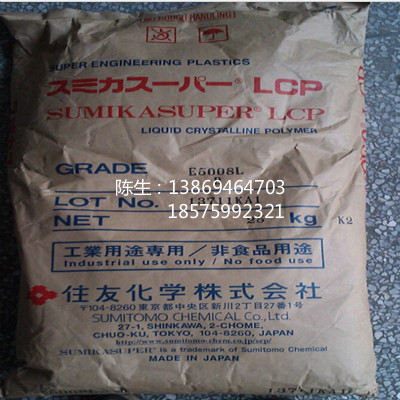 SUPER ENGINEERING PLASTICS
スミカスーパー® LCP
SUMIKASUPER® LCP
LIQUID CRYSTALLINE POLYMER
GRADE E5008L
陈生：13869464703
LOT No.
18575992321
NET kg K2
工業用途専用／非食品用途
Industrial use only / No food use
住友化学株式会社
〒104-8260 東京都中央区新川2丁目27番1号
SUMITOMO CHEMICAL Co., Ltd.
27-1, SHINKAWA, 2-CHOME,
CHUO-KU, TOKYO, 104-8260, JAPAN
SUMIKASUPER® is a trademark of Sumitomo Chemical
MADE IN JAPAN